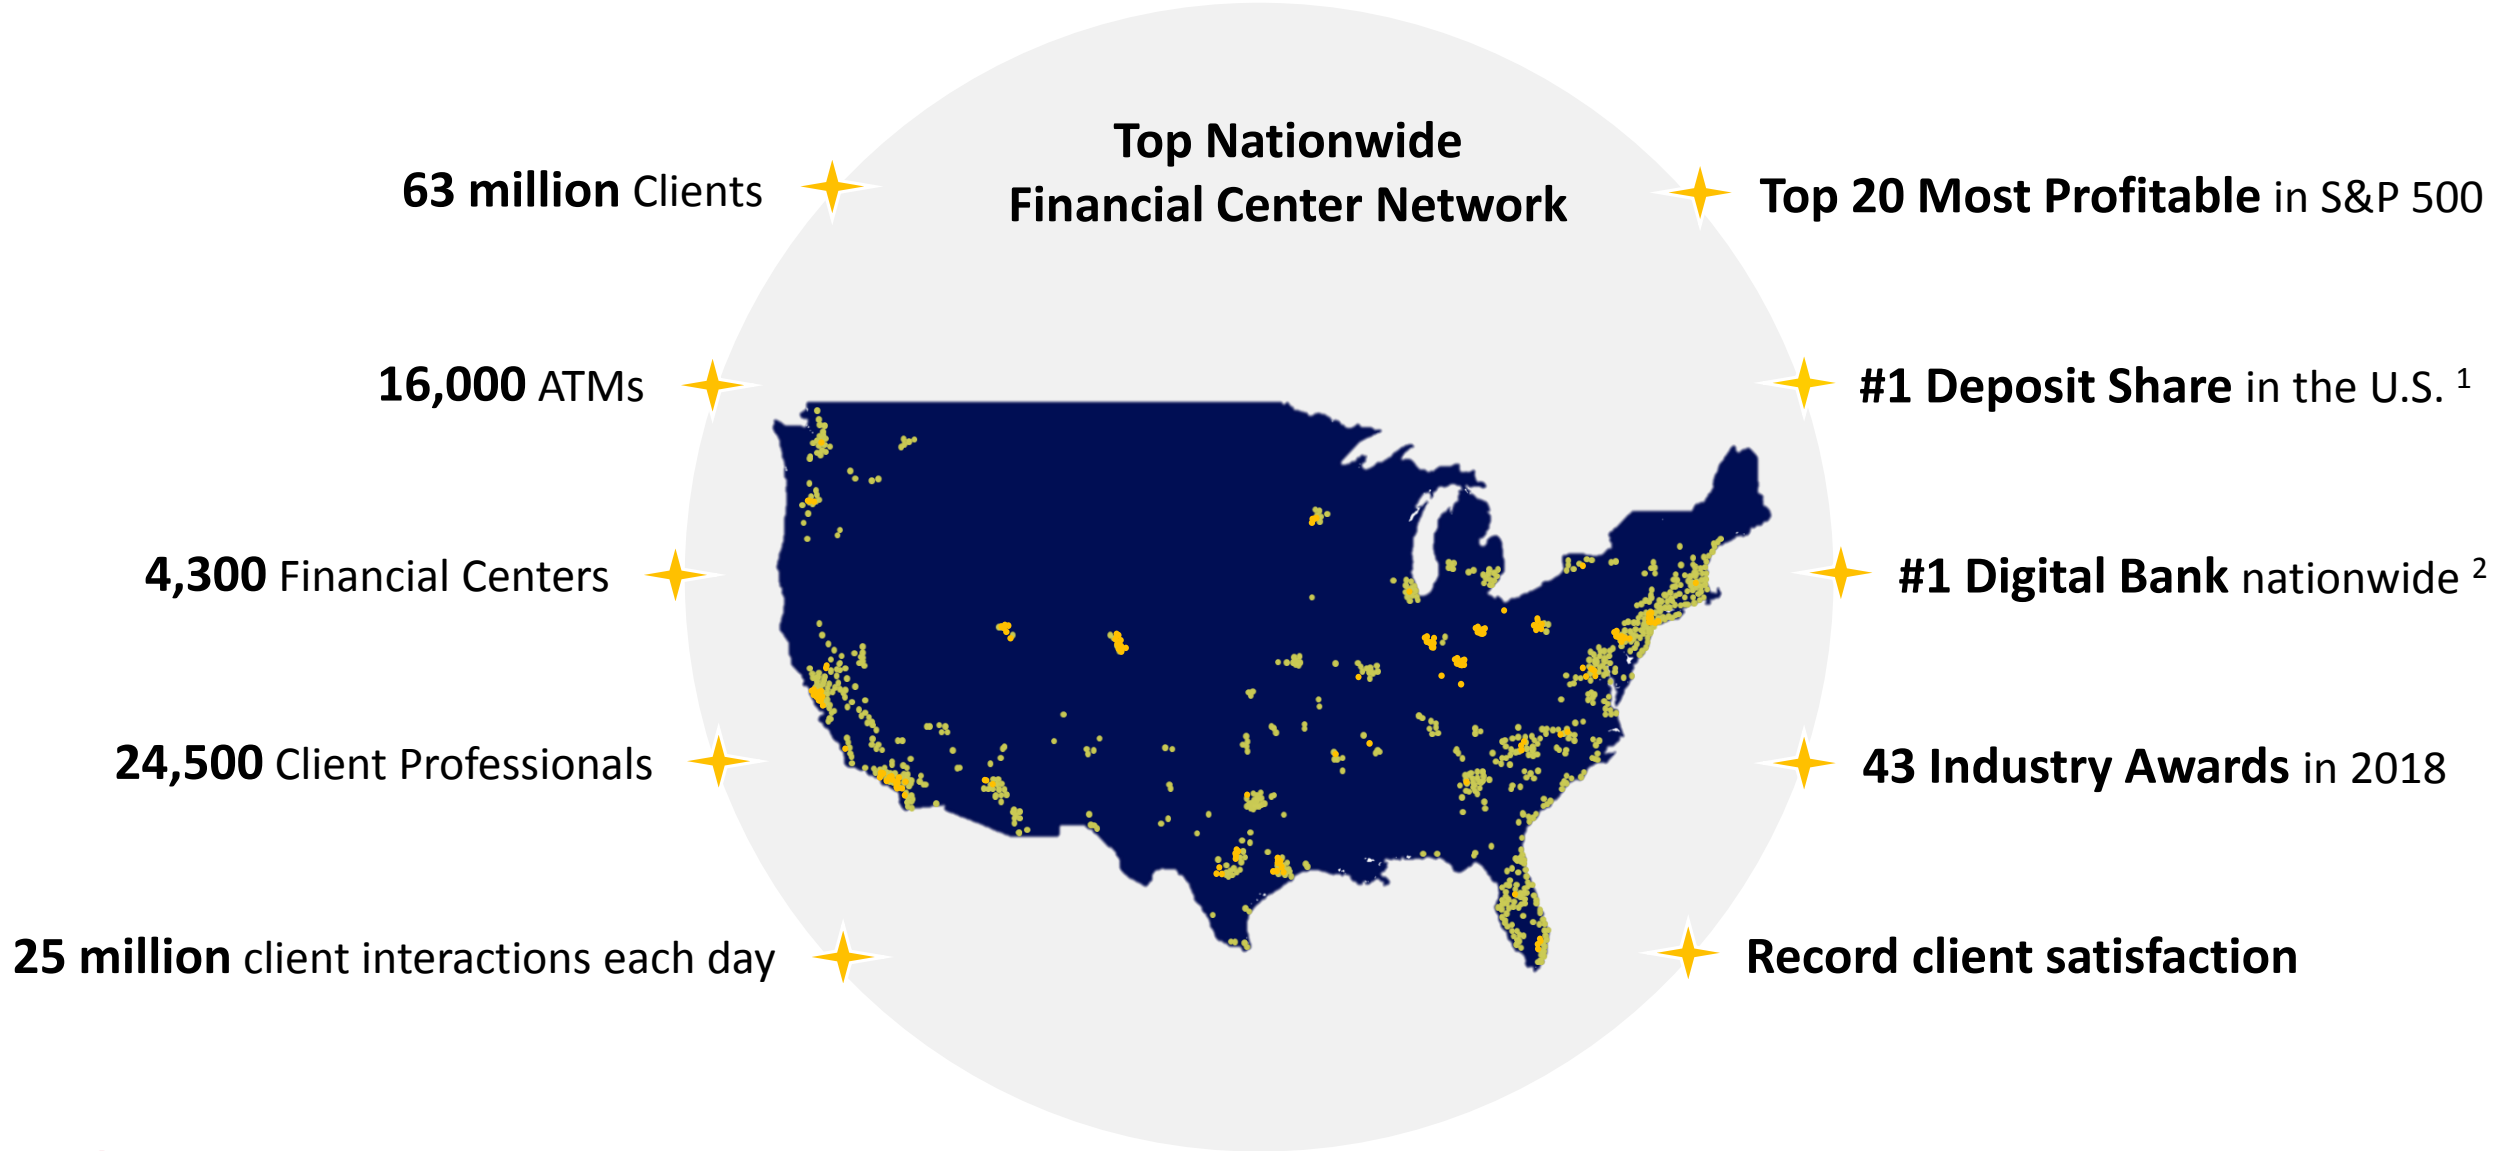 Top Nationwide
Financial Center Network
63 million Clients
16,000 ATMs
4,300 Financial Centers
24,500 Client Professionals
25 million client interactions each day
Top 20 Most Profitable in S&P 500
#1 Deposit Share in the U.S. 1
#1 Digital Bank nationwide 2
43 Industry Awards in 2018
Record client satisfaction